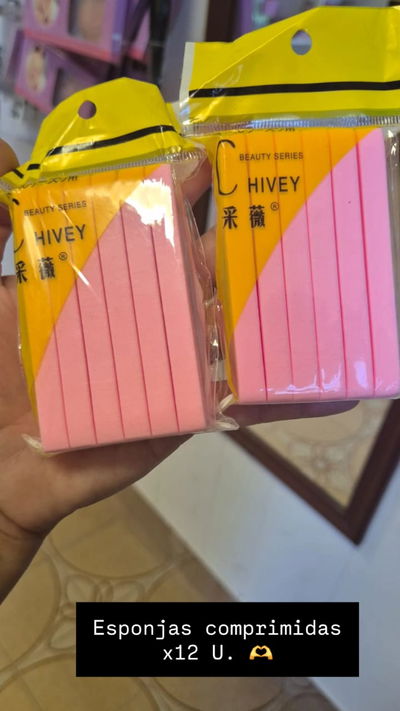 BEAUTY SERIES
C HIVEY
采薇®
BEAUTY SERIES
C HIVEY
采薇®
Esponjas comprimidas
x12 U. 🫶